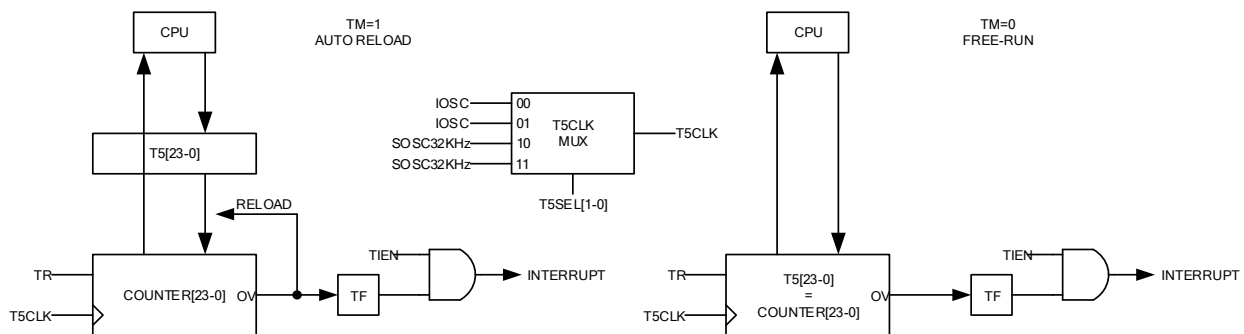 CPU
TM=1
AUTO RELOAD
T5[23-0]
RELOAD
TR
T5CLK
COUNTER[23-0]
OV
TF
TIEN
INTERRUPT
IOSC
IOSC
SOSC32KHz
SOSC32KHz
00
01
10
11
T5CLK
MUX
T5CLK
T5SEL[1-0]
CPU
TM=0
FREE-RUN
TR
T5CLK
T5[23-0]
=
COUNTER[23-0]
OV
TF
TIEN
INTERRUPT